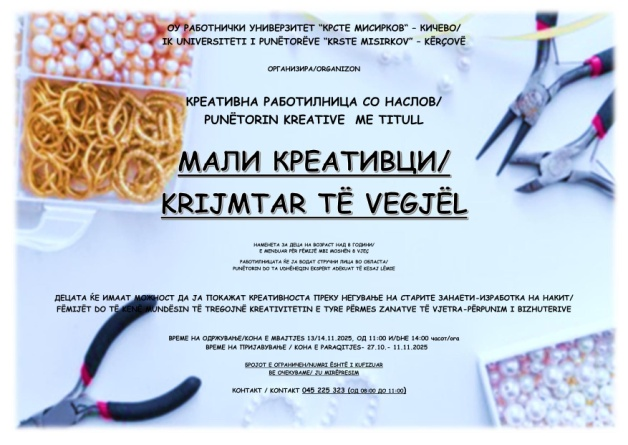 ОУ РАБОТНИЧКИ УНИВЕРЗИТЕТ "КРСТЕ МИСИРКОВ" - КИЧЕВО/
IK UNIVERSITETI I PUNËTORËVE "KRSTE MISIRKOV" - KËRÇOVË
ОРГАНИЗИРА/ORGANIZON
КРЕАТИВНА РАБОТИЛНИЦА СО НАСЛОВ/
PUNËTORIN KREATIVE ME TITULL
МАЛИ КРЕАТИВЦИ/
KRIJMTAR TË VEGJËL
НАМЕНЕТА ЗА ДЕЦА НА ВОЗРАСТ НАД 8 ГОДИНИ/
E MENDUAR PËR FËMIJË MBI MOSHËN 8 VJEÇ
РАБОТИЛНИЦАТА ЌЕ ЈА ВОДАТ СТРУЧНИ ЛИЦА ВО ОБЛАСТА/
PUNËTORIN DO TA UDHËHEQIN EKSPERT ADEKUAT TË KESAJ LËMIE
ДЕЦАТА ЌЕ ИМААТ МОЖНОСТ ДА ЈА ПОКАЖАТ КРЕАТИВНОСТА ПРЕКУ НЕГУВАЊЕ НА СТАРИТЕ ЗАНАЕТИ-ИЗРАБОТКА НА НАКИТ/
FËMIJËT DO TË KENË MUNDËSIN TË TREGOJNË KREATIVITETIN E TYRE PËRMES ZANATVE TË VJETRA-PËRPUNIM I BIZHUTERIVE
ВРЕМЕ НА ОДРЖУВАЊЕ/KOHA E MBAJTJES 13/14.11.2025, ОД 11:00 И/DHE 14:00 часот/ora
ВРЕМЕ НА ПРИЈАВУВАЊЕ / KOHA E PARAQITJES- 27.10.- 11.11.2025
БРОЈОТ Е ОГРАНИЧЕН/NUMRI ËSHTË I KUFIZUAR
ВЕ ОЧЕКУВАМЕ/ JU MIRËPRESIM
КОНТАКТ / KONTAKT 045 225 323 (ОД 08:00 ДО 11:00)